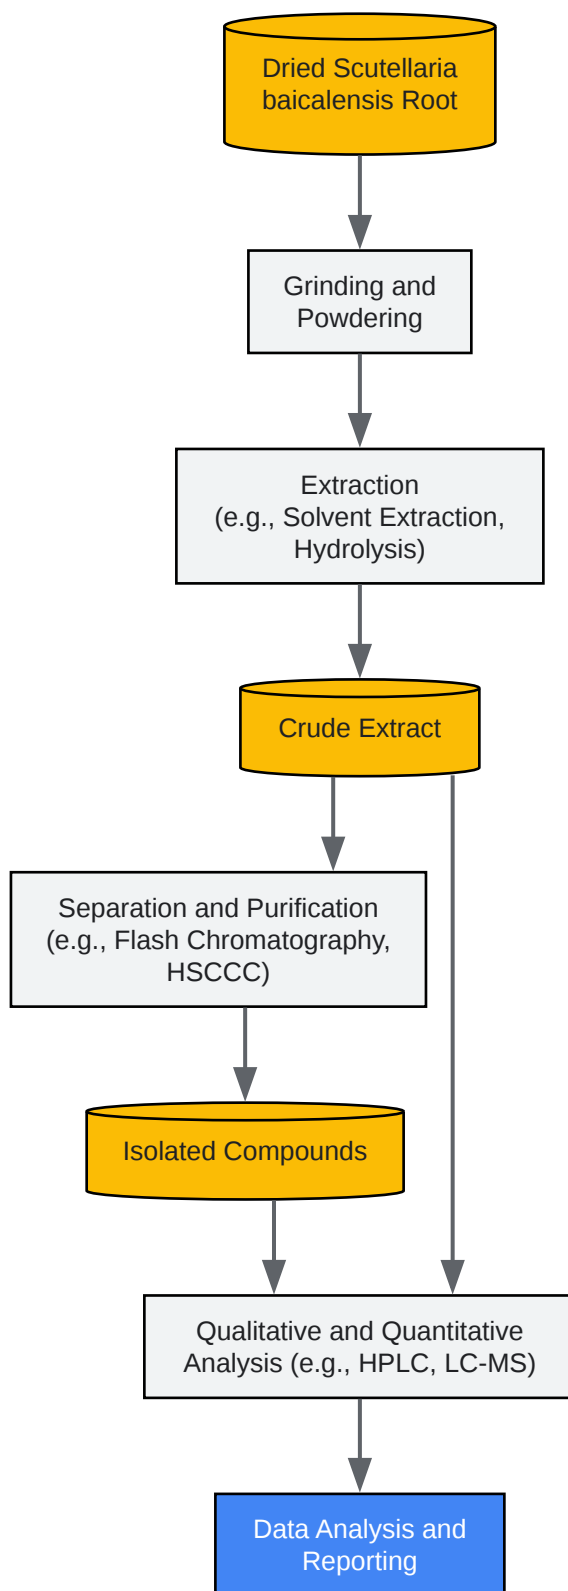 Dried Scutellaria
baicalensis Root
Grinding and
Powdering
Extraction
(e.g., Solvent Extraction,
Hydrolysis)
Crude Extract
Separation and Purification
(e.g., Flash Chromatography,
HSCCC)
Isolated Compounds
Qualitative and Quantitative
Analysis (e.g., HPLC, LC-MS)
Data Analysis and
Reporting